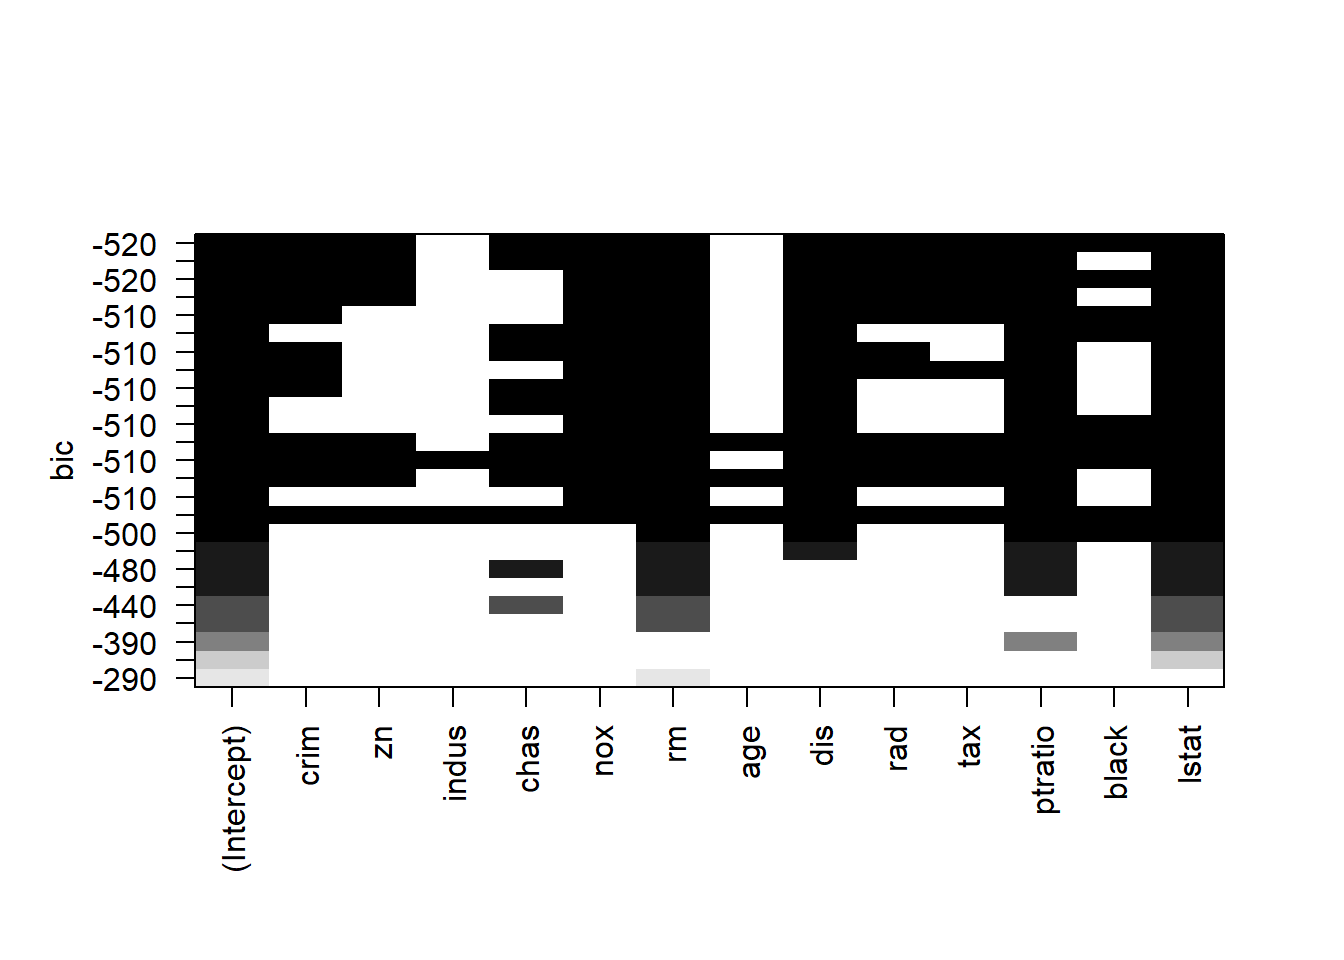 bic
-520
-520
-510
-510
-510
-510
-510
-510
-500
-480
-440
-390
-290
(Intercept)
crim
zn
indus
chas
nox
rm
age
dis
rad
tax
ptratio
black
lstat